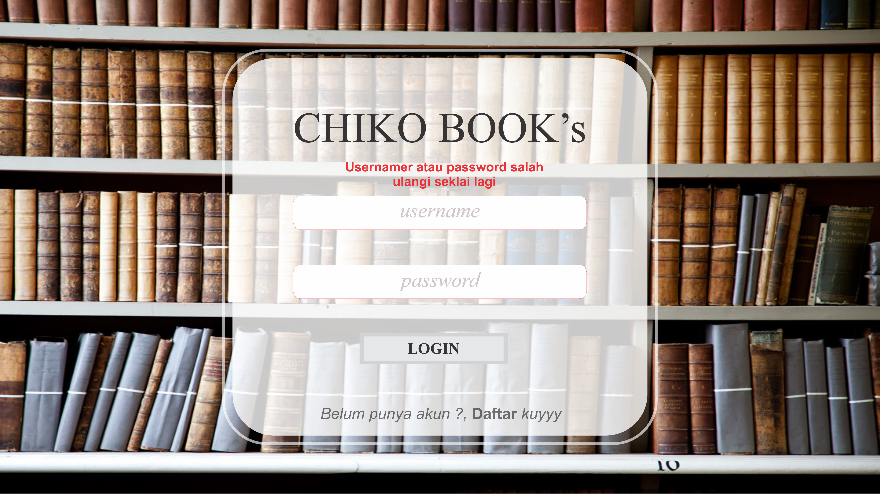 CHIKO BOOK's
Usernamer atau password salah
ulangi seklai lagi
username
password
LOGIN
Belum punya akun ?, Daftar kuyyy